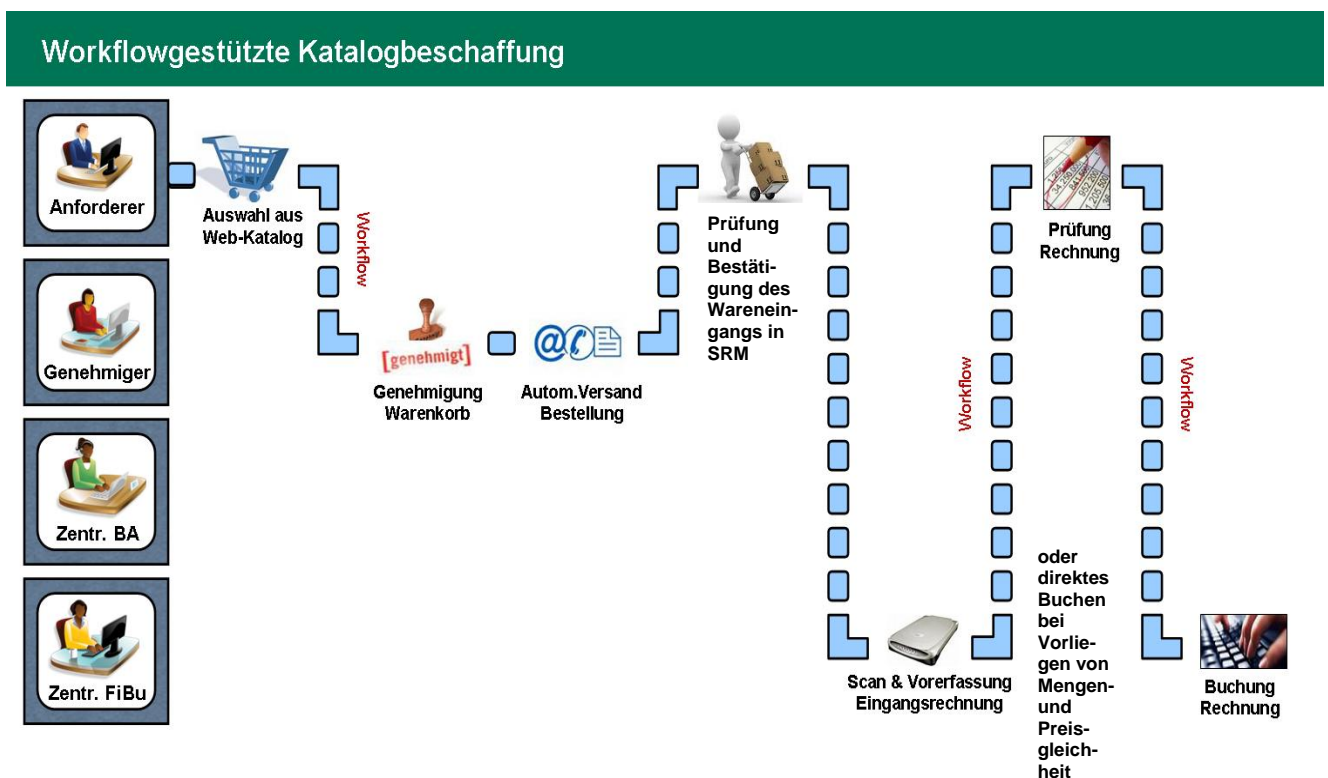 Workflowgestützte Katalogbeschaffung
Anforderer
Genehmiger
Zentr. BA
Zentr. FiBu
Auswahl aus
Web-Katalog
Workflow
[genehmigt]
Genehmigung
Warenkorb
@
Autom.Versand
Bestellung
Prüfung
und
Bestäti-
gung des
Warenein-
gangs in
SRM
Scan & Vorerfassung
Eingangsrechnung
Workflow
Prüfung
Rechnung
oder
direktes
Buchen
bei
Vorlie-
gen von
Mengen-
und
Preis-
gleich-
heit
Workflow
Buchung
Rechnung